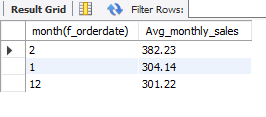 Result Grid Filter Rows:
month(f_orderdate) Avg_monthly_sales
2 382.23
1 304.14
12 301.22